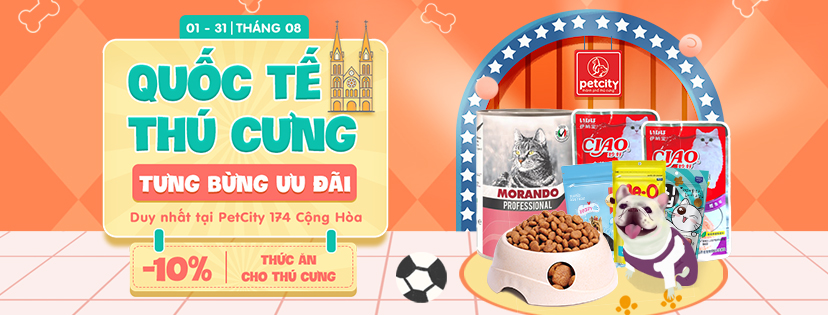 01 - 31 | THÁNG 08
QUỐC TẾ
THÚ CƯNG
TƯNG BỪNG ƯU ĐÃI
Duy nhất tại PetCity 174 Cộng Hòa
-10%
THỨC ĂN
CHO THÚ CƯNG
petcity
MORANDO
PROFESSIONAL
CIAO
CIAO